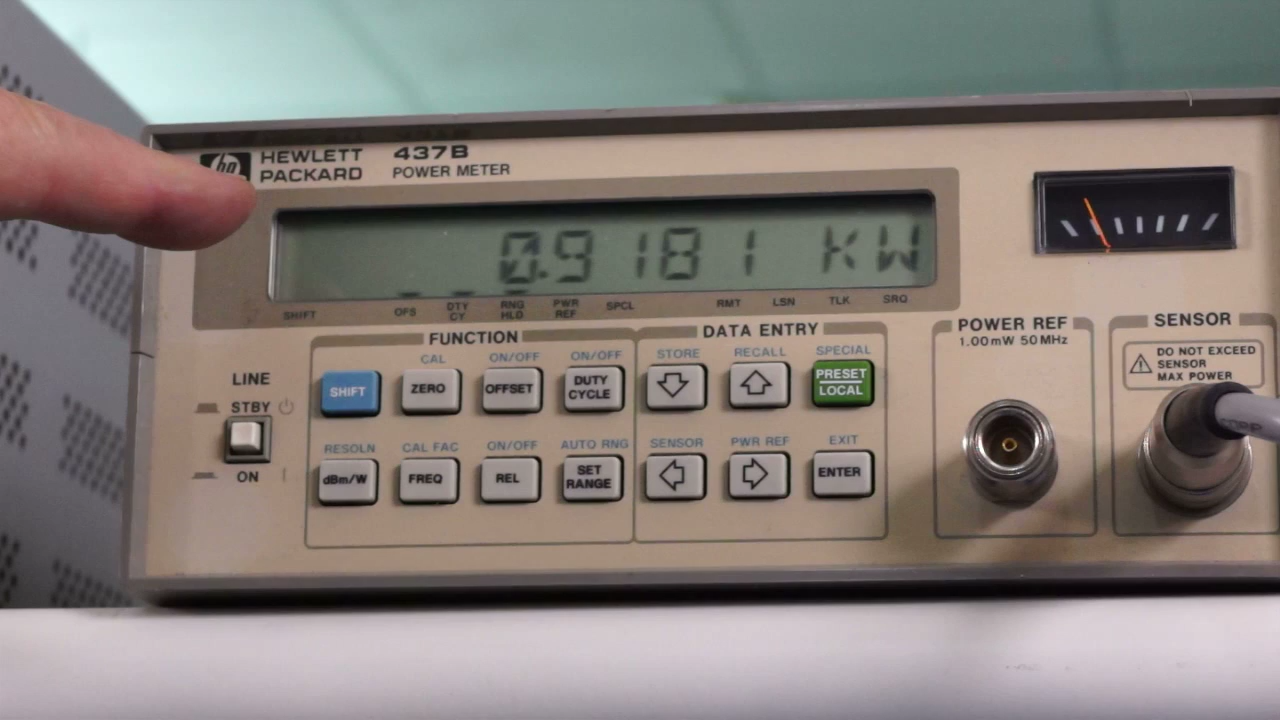 hp HEWLETT PACKARD 437B POWER METER
0.9181 KW
SHIFT OFS DTY CY RNG HLD PWR REF SPCL RMT LSN TLK SRQ
FUNCTION
DATA ENTRY
POWER REF
1.00mW 50MHz
SENSOR
DO NOT EXCEED
SENSOR
MAX POWER
LINE
STBY
ON
CAL ON/OFF ON/OFF STORE RECALL SPECIAL
SHIFT ZERO OFFSET DUTY CYCLE PRESET LOCAL
RESOLN CAL FAC ON/OFF AUTO RNG SENSOR PWR REF EXIT
dBm/W FREQ REL SET RANGE ENTER